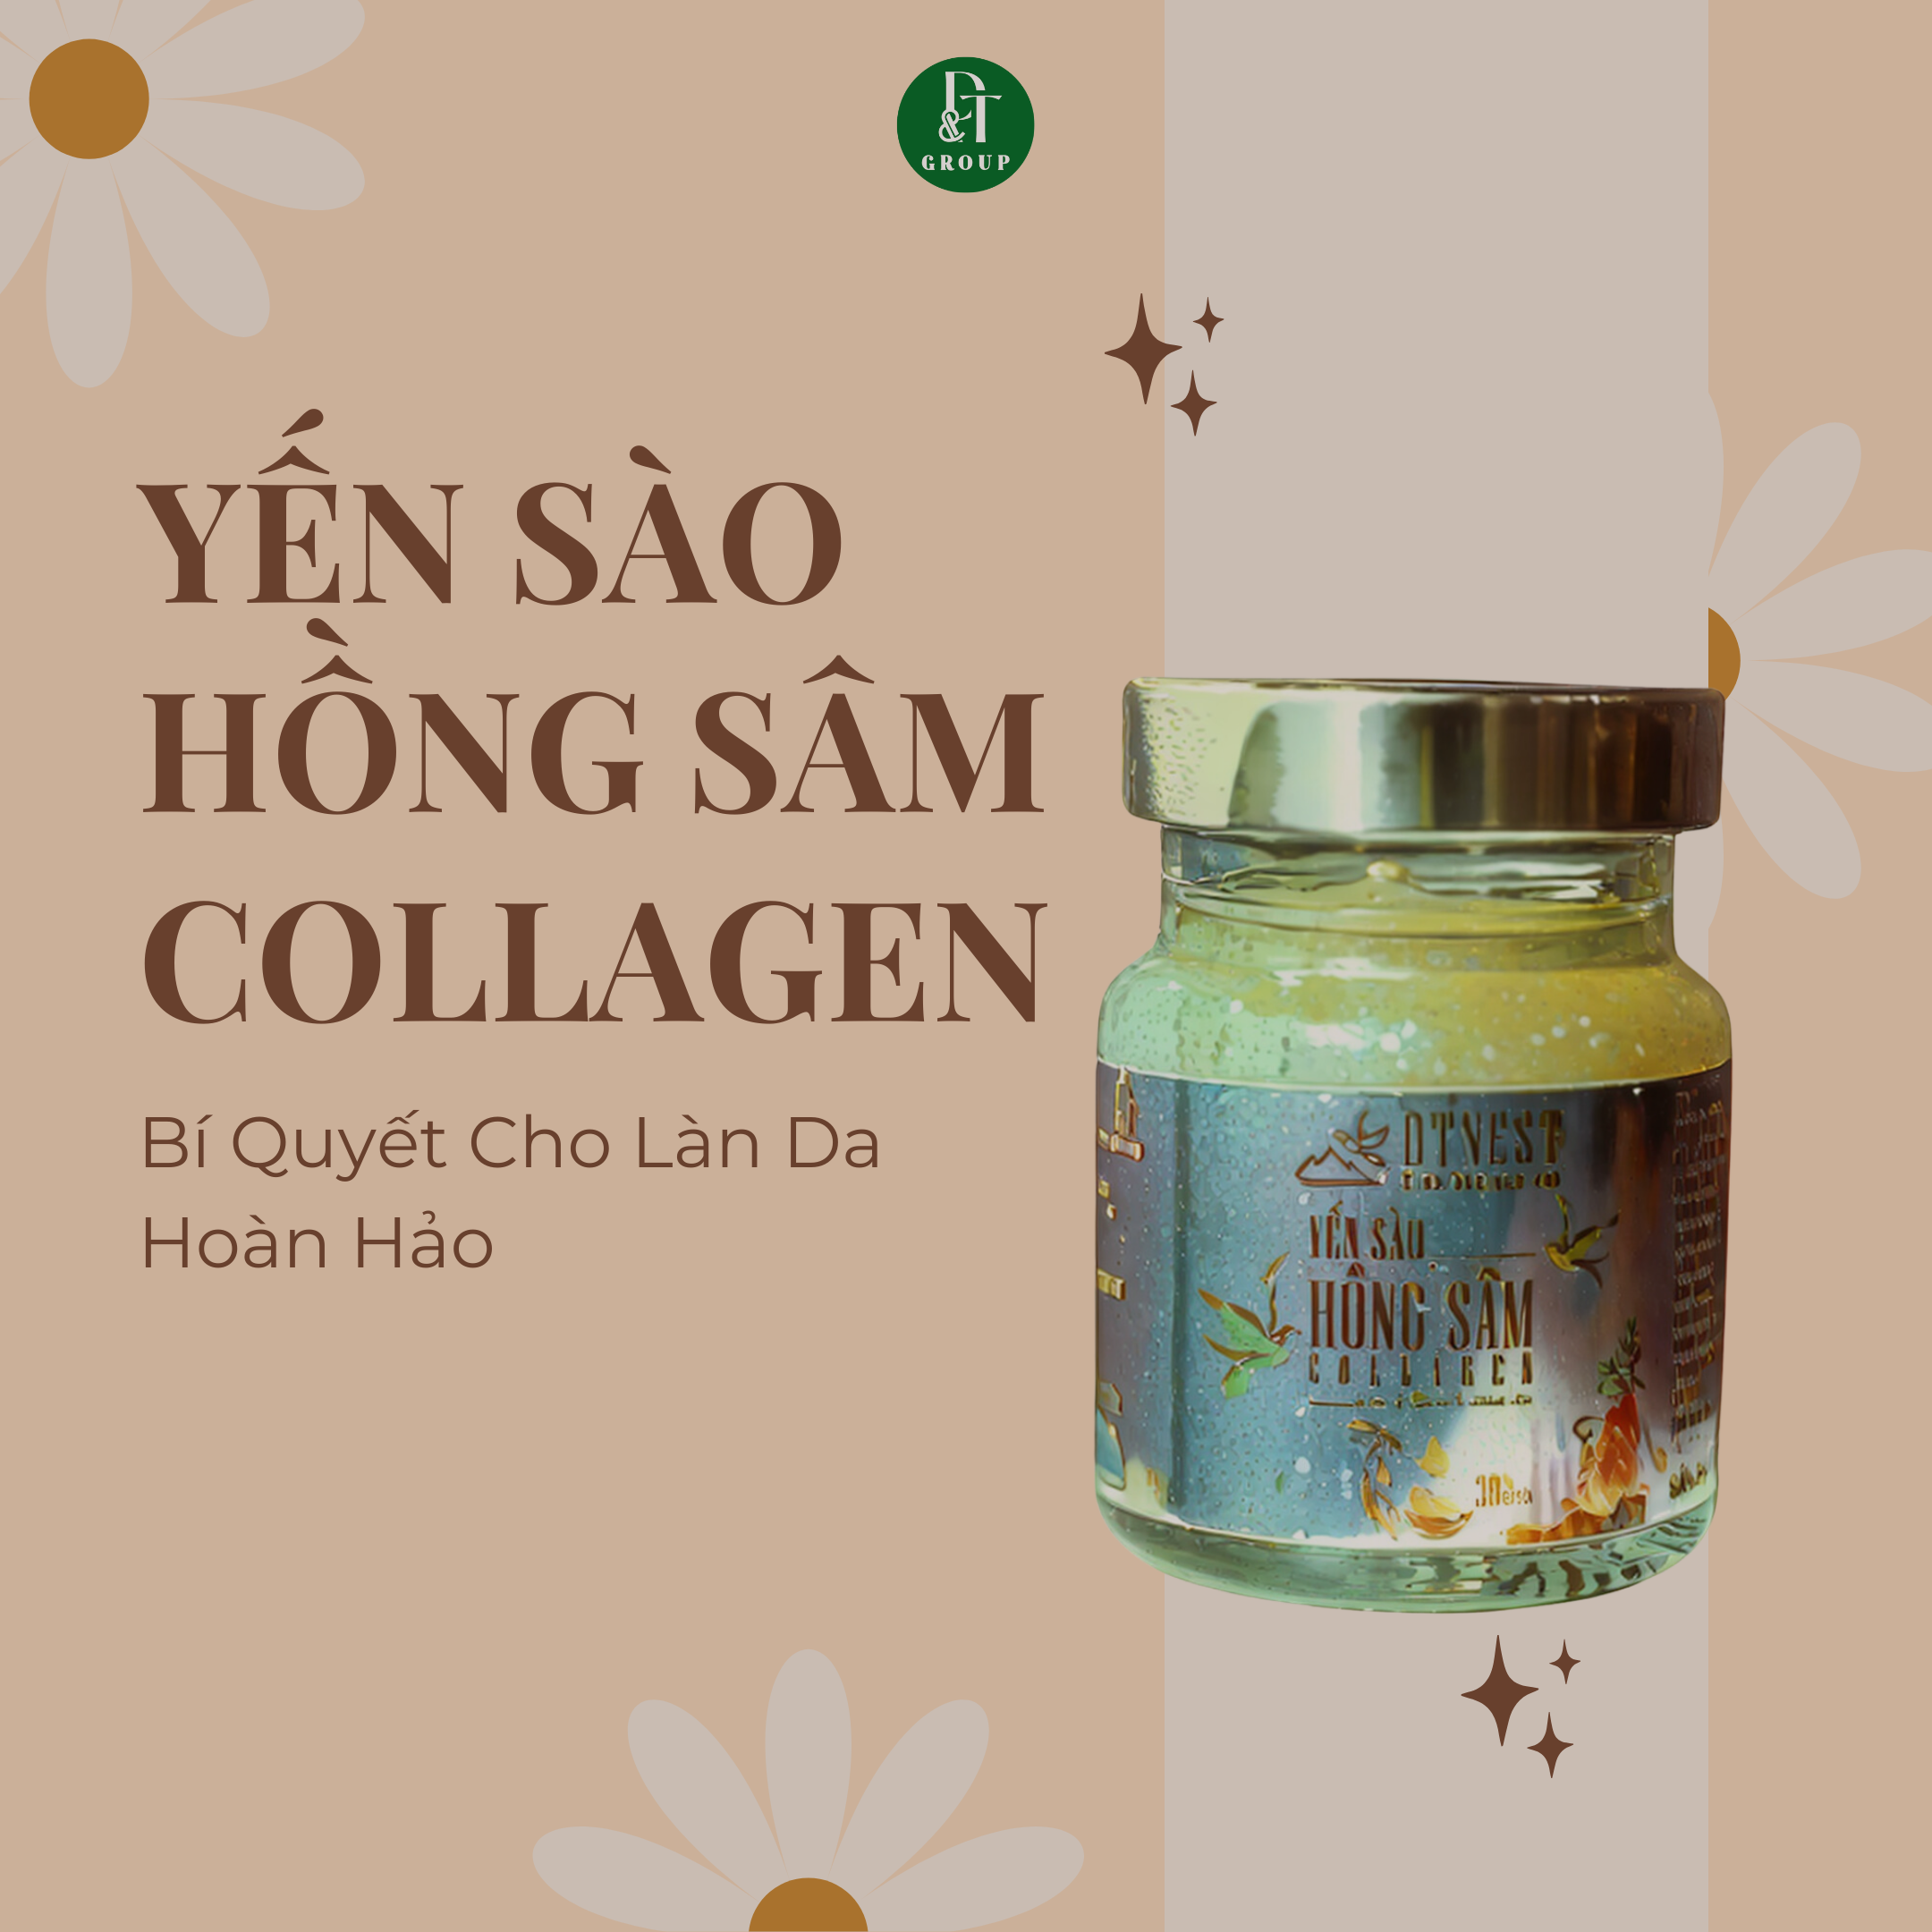 D&T
GROUP
YẾN SÀO
HỒNG SÂM
COLLAGEN
Bí Quyết Cho Làn Da
Hoàn Hảo
DTNEST
YẾN SÀO
HỒNG SÂM